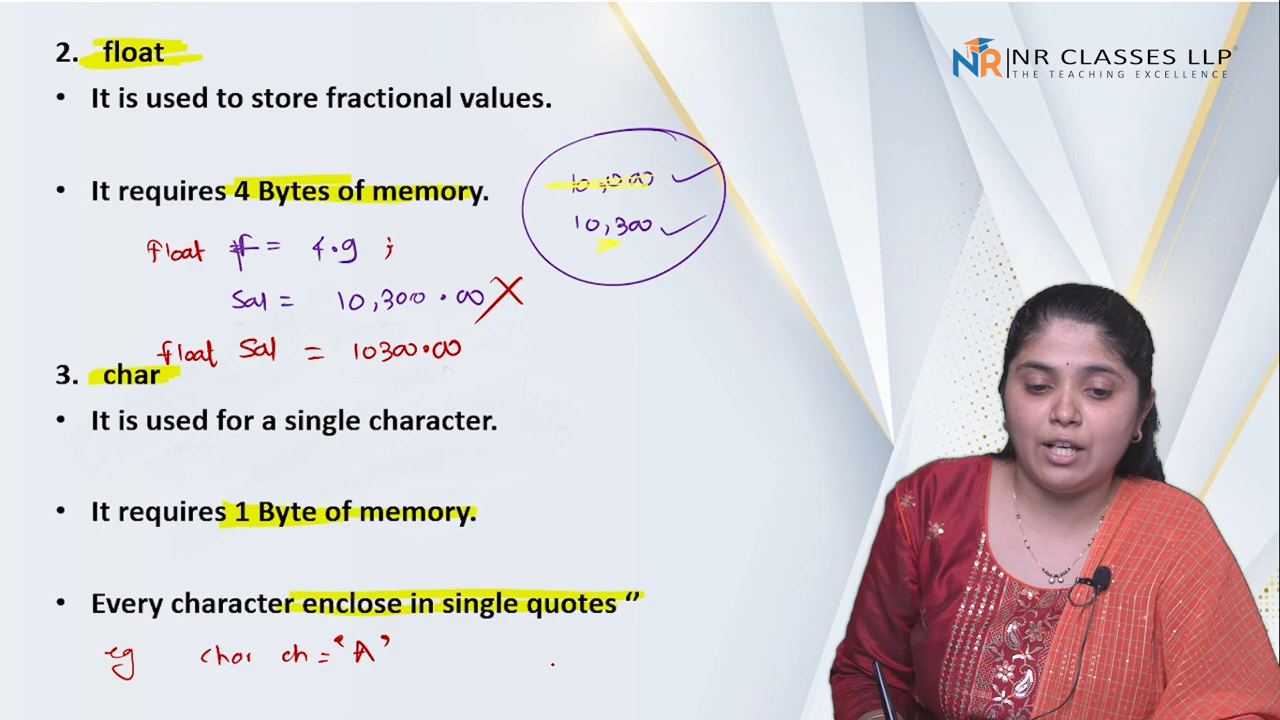 2. float
NR|NR CLASSES LLP
THE TEACHING EXCELLENCE
• It is used to store fractional values.
• It requires 4 Bytes of memory.
10,000
10,300
float f = 4.9 ;
Sal = 10,300.00
float Sal = 10300.00
3. char
• It is used for a single character.
• It requires 1 Byte of memory.
• Every character enclose in single quotes ‘’
eg char ch = ‘A’